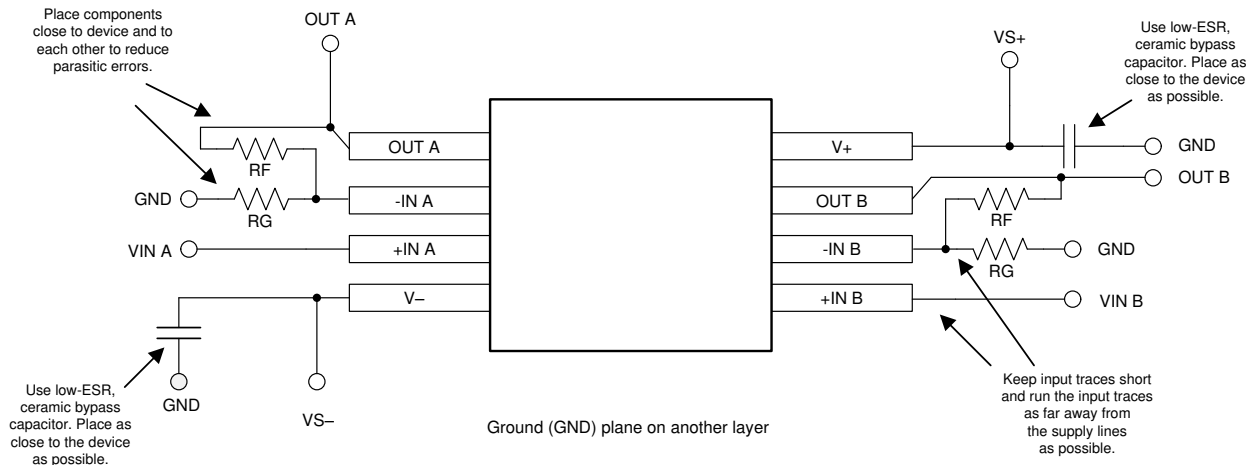 Place components
close to device and to
each other to reduce
parasitic errors.
OUT A
VS+
Use low-ESR,
ceramic bypass
capacitor. Place as
close to the device
as possible.
OUT A
RF
GND
RG
-IN A
VIN A
+IN A
V–
V+
GND
OUT B
OUT B
RF
-IN B
RG
GND
+IN B
VIN B
Use low-ESR,
ceramic bypass
capacitor. Place as
close to the device
as possible.
GND
VS–
Ground (GND) plane on another layer
Keep input traces short
and run the input traces
as far away from
the supply lines
as possible.